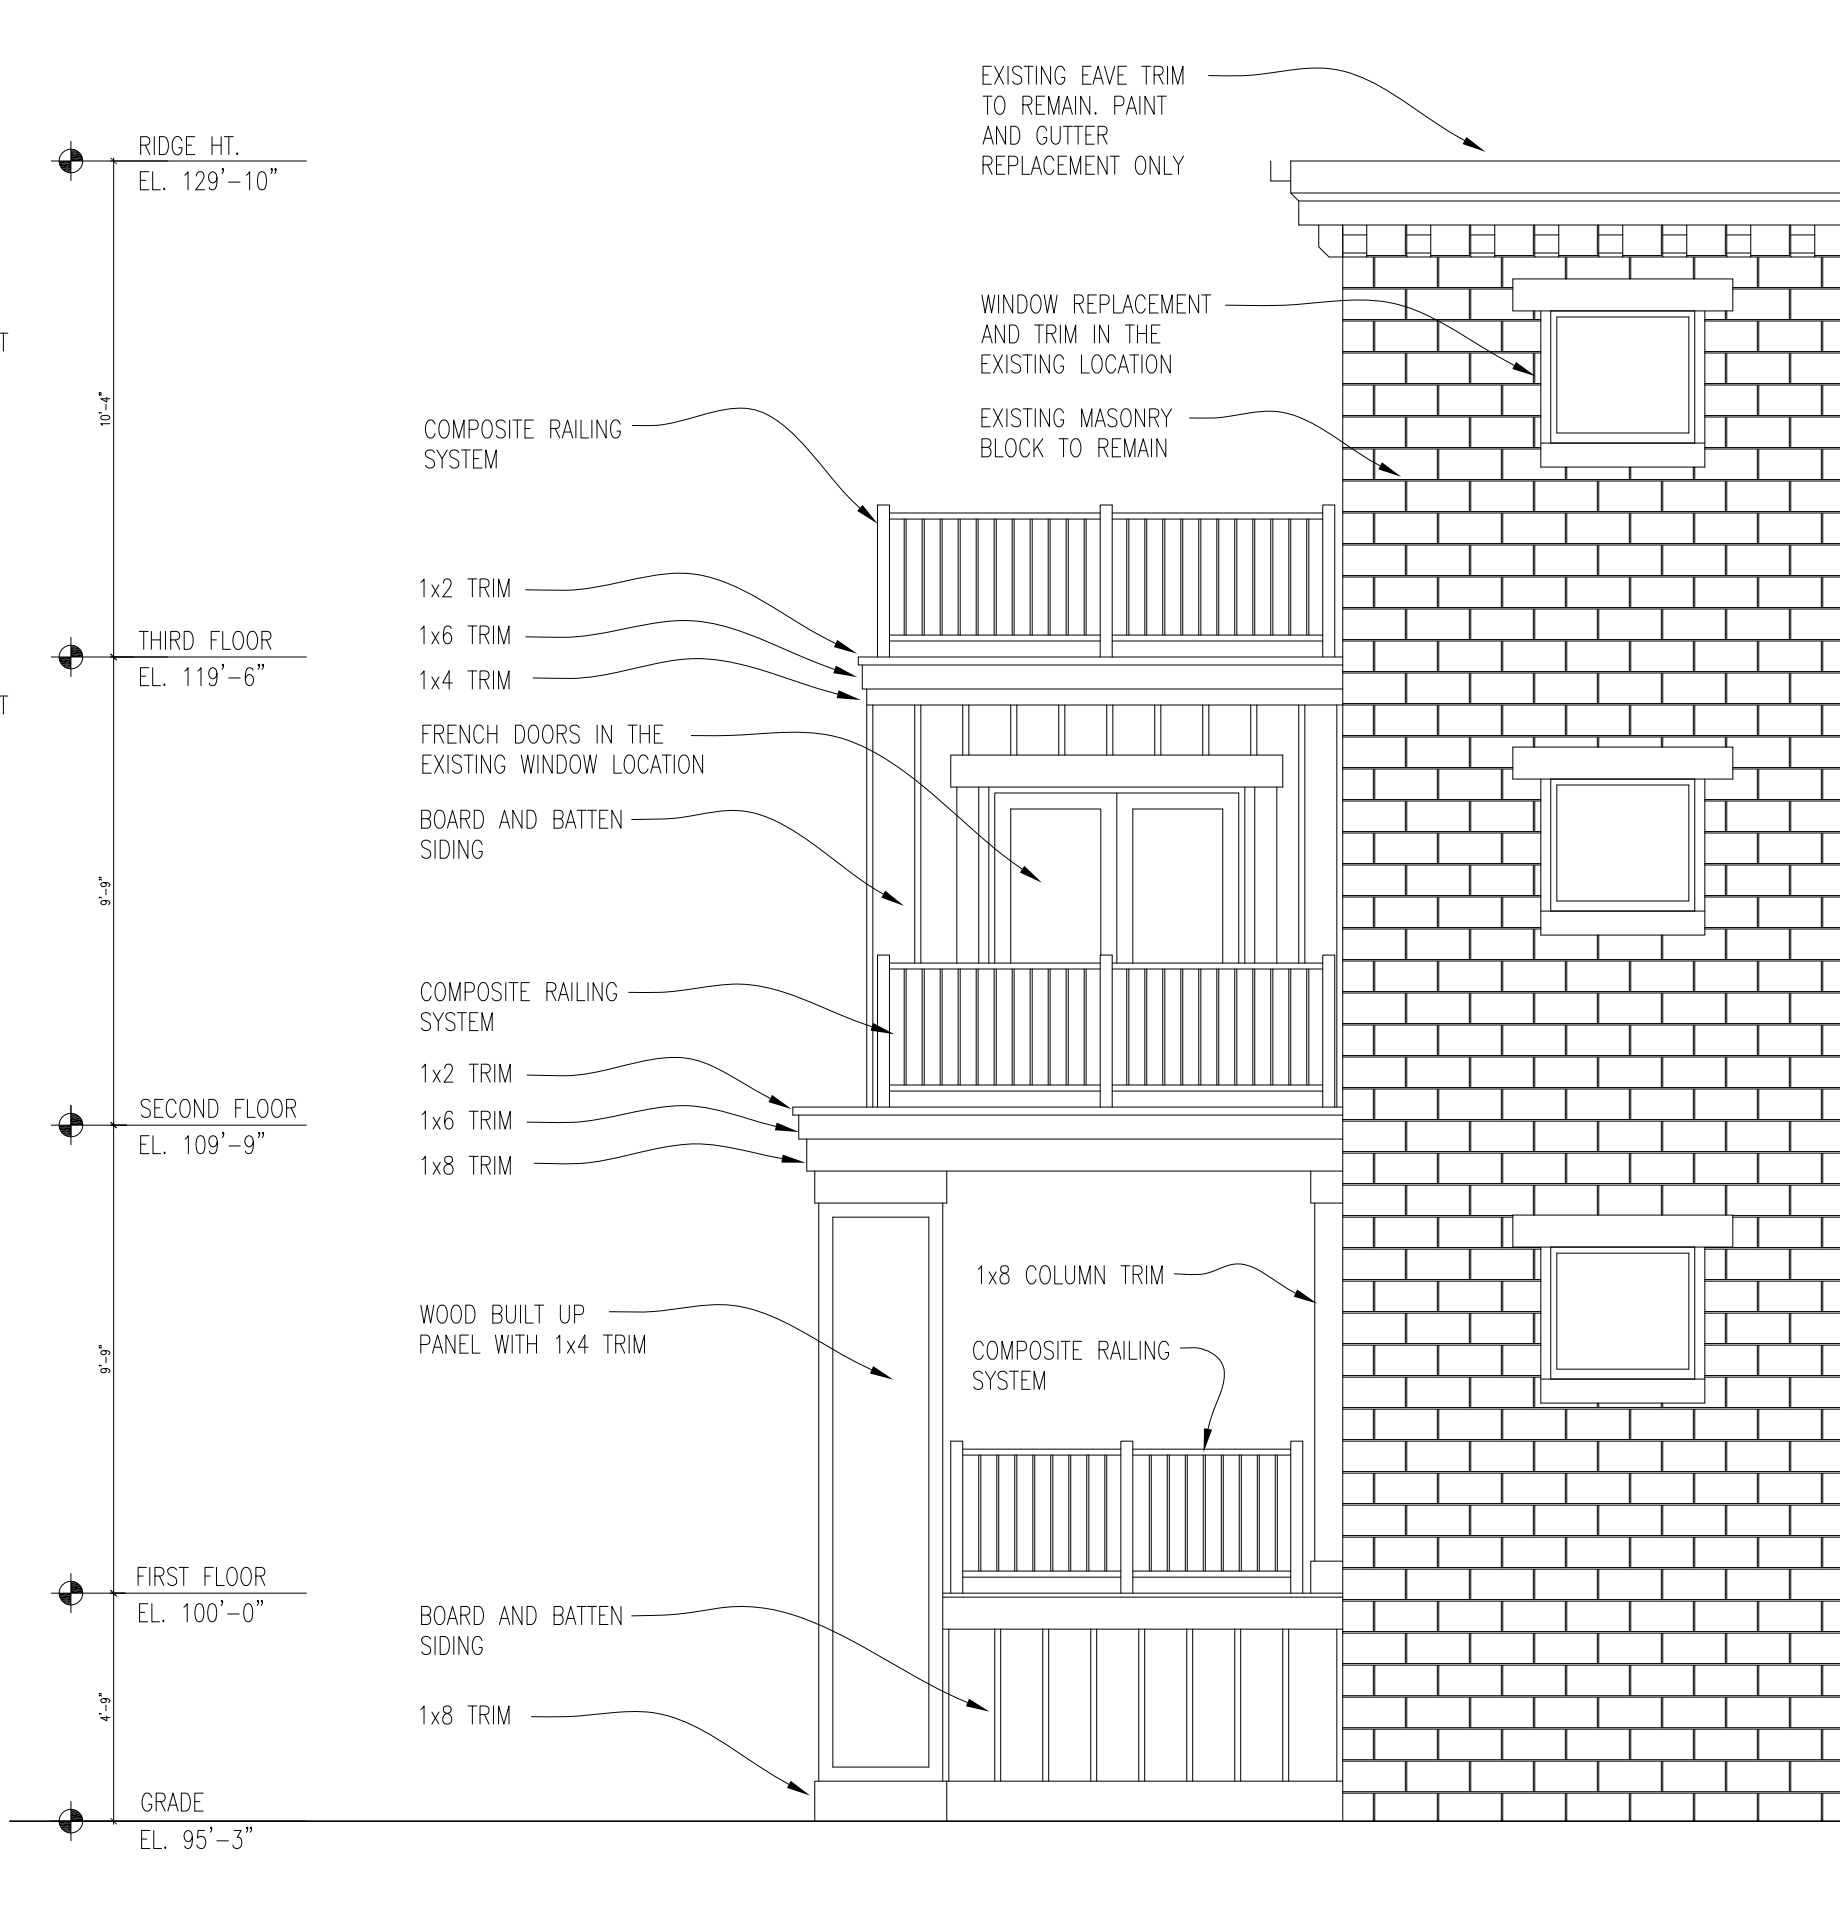 EXISTING EAVE TRIM
TO REMAIN. PAINT
AND GUTTER
REPLACEMENT ONLY
RIDGE HT.
EL. 129'-10"
WINDOW REPLACEMENT
AND TRIM IN THE
EXISTING LOCATION
T
10'-4"
EXISTING MASONRY
BLOCK TO REMAIN
COMPOSITE RAILING
SYSTEM
1x2 TRIM
1x6 TRIM
1x4 TRIM
THIRD FLOOR
EL. 119'-6"
T
FRENCH DOORS IN THE
EXISTING WINDOW LOCATION
BOARD AND BATTEN
SIDING
9'-9"
COMPOSITE RAILING
SYSTEM
1x2 TRIM
1x6 TRIM
1x8 TRIM
SECOND FLOOR
EL. 109'-9"
1x8 COLUMN TRIM
WOOD BUILT UP
PANEL WITH 1x4 TRIM
9'-9"
COMPOSITE RAILING
SYSTEM
FIRST FLOOR
EL. 100'-0"
BOARD AND BATTEN
SIDING
4'-9"
1x8 TRIM
GRADE
EL. 95'-3"